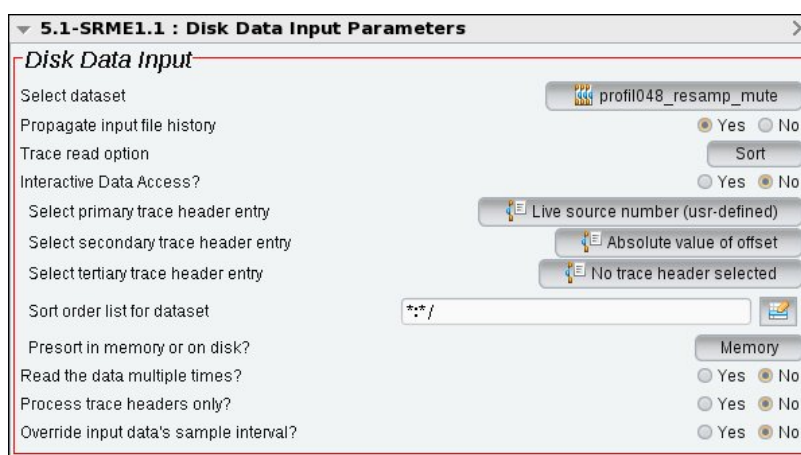 5.1-SRME1.1 : Disk Data Input Parameters
Disk Data Input
Select dataset profil048_resamp_mute
Propagate input file history Yes No
Trace read option Sort
Interactive Data Access? Yes No
Select primary trace header entry Live source number (usr-defined)
Select secondary trace header entry Absolute value of offset
Select tertiary trace header entry No trace header selected
Sort order list for dataset *:*/
Presort in memory or on disk? Memory
Read the data multiple times? Yes No
Process trace headers only? Yes No
Override input data's sample interval? Yes No